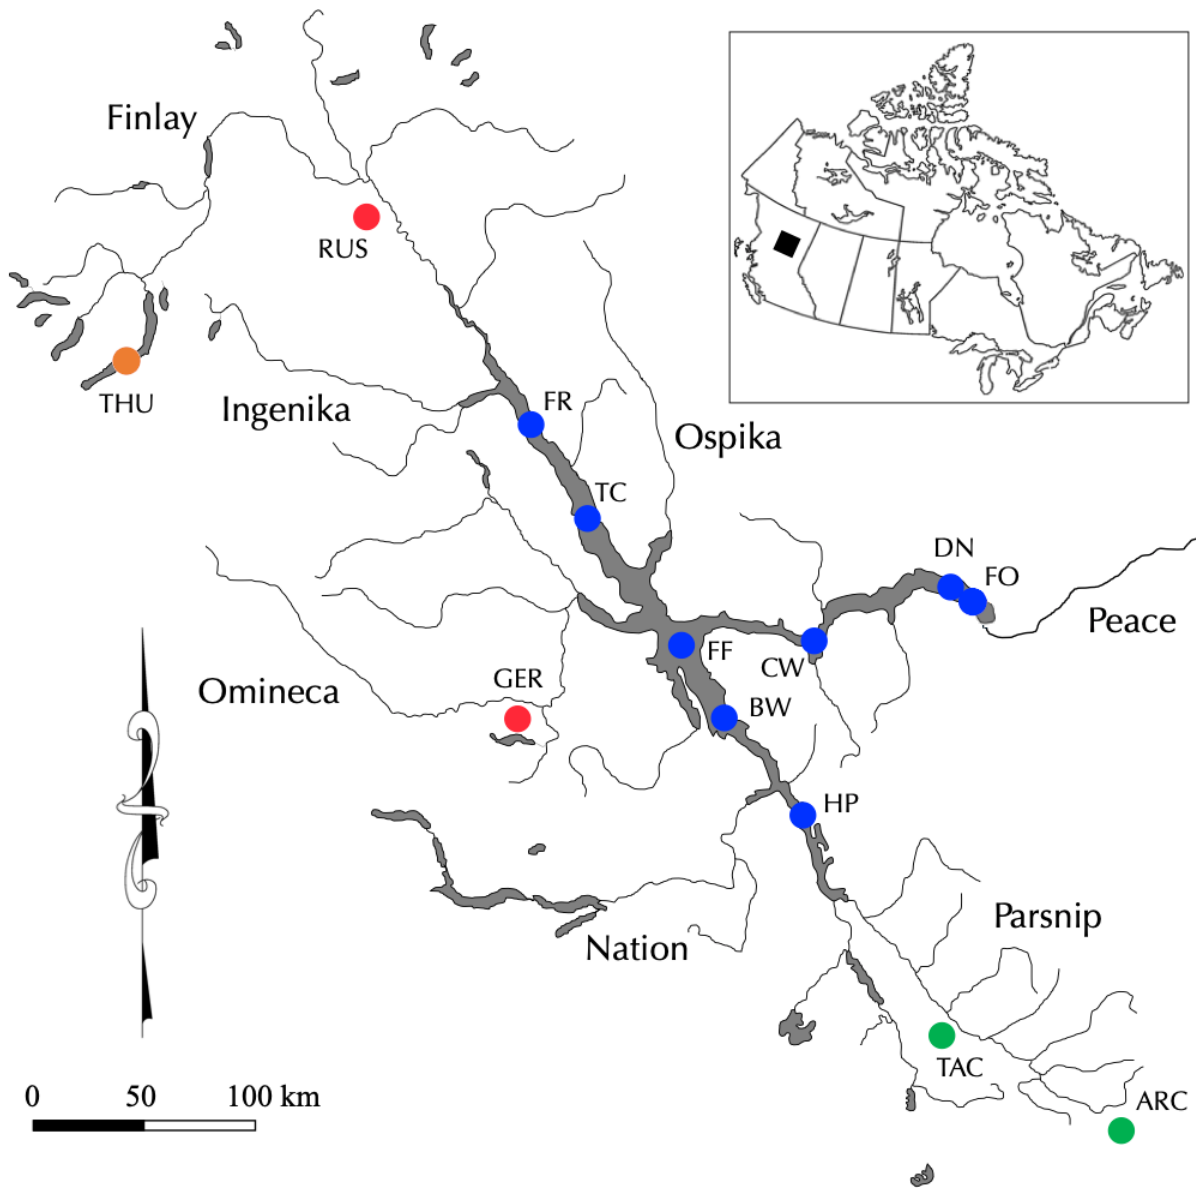 Finlay
RUS
THU
Ingenika
FR
Ospika
TC
DN
FO
Peace
FF
CW
GER
Omineca
BW
HP
Parsnip
Nation
TAC
ARC
0 50 100 km